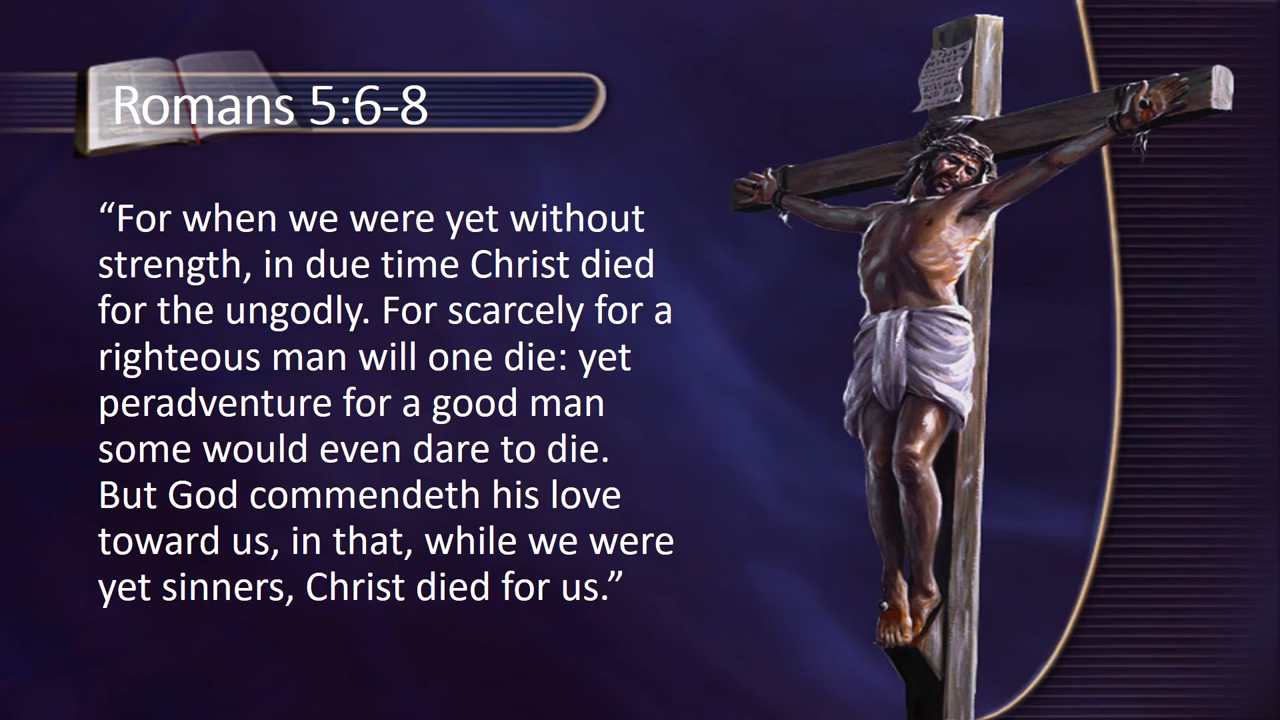 Romans 5:6-8
“For when we were yet without
strength, in due time Christ died
for the ungodly. For scarcely for a
righteous man will one die: yet
peradventure for a good man
some would even dare to die.
But God commendeth his love
toward us, in that, while we were
yet sinners, Christ died for us.”